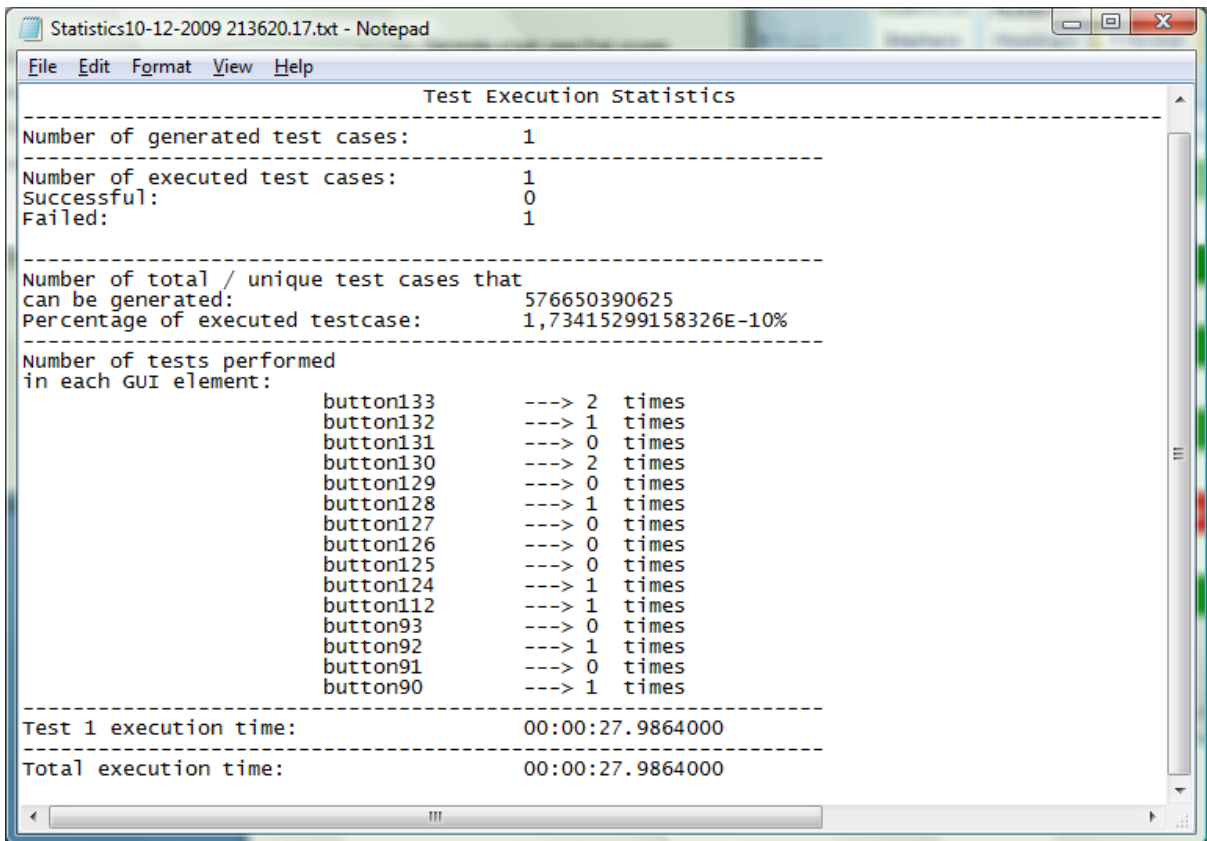 Statistics10-12-2009 213620.17.txt - Notepad
File Edit Format View Help
Test Execution Statistics
-------------------------------------------------------------------------------------------
Number of generated test cases: 1
----------------------------------------------------------------
Number of executed test cases: 1
Successful: 0
Failed: 1
----------------------------------------------------------------
Number of total / unique test cases that
can be generated: 576650390625
Percentage of executed testcase: 1,73415299158326E-10%
----------------------------------------------------------------
Number of tests performed
in each GUI element:
button133 ---> 2 times
button132 ---> 1 times
button131 ---> 0 times
button130 ---> 2 times
button129 ---> 0 times
button128 ---> 1 times
button127 ---> 0 times
button126 ---> 0 times
button125 ---> 0 times
button124 ---> 1 times
button112 ---> 1 times
button93 ---> 0 times
button92 ---> 1 times
button91 ---> 0 times
button90 ---> 1 times
----------------------------------------------------------------
Test 1 execution time: 00:00:27.9864000
----------------------------------------------------------------
Total execution time: 00:00:27.9864000